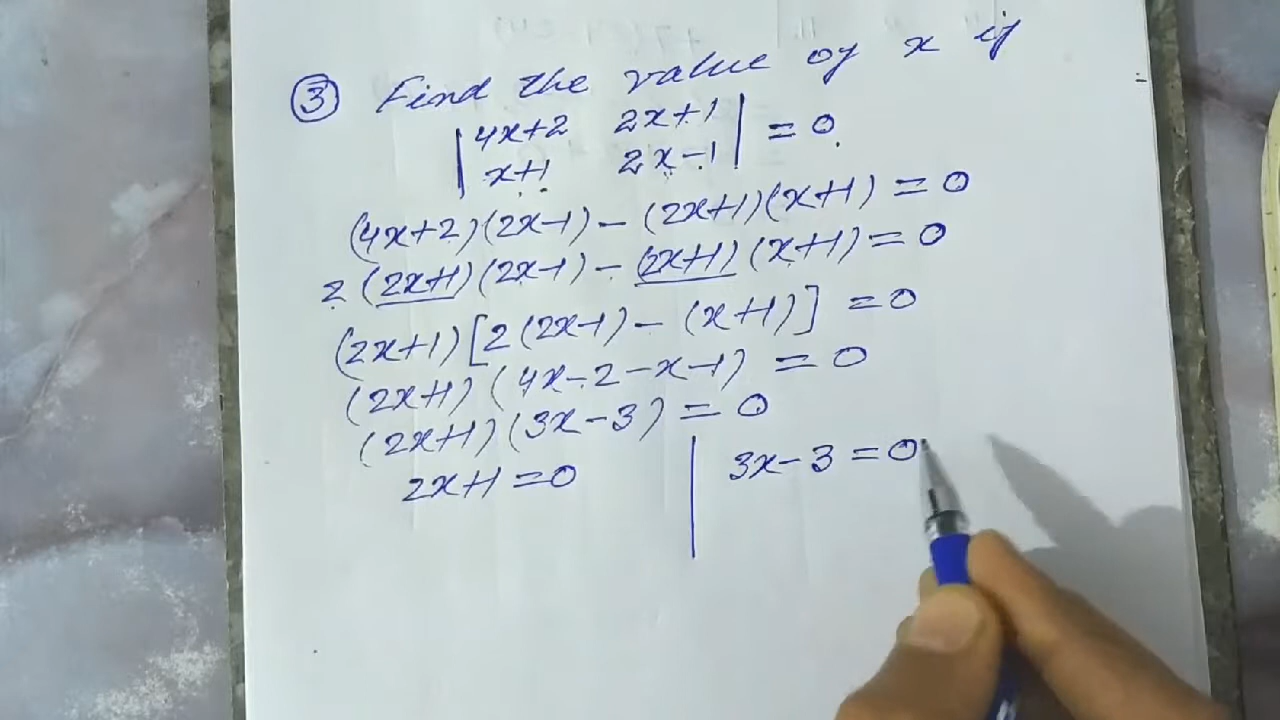 ③ Find the value of x if
|4x+2 2x+1| = 0
|x+1 2x-1|
(4x+2)(2x-1) - (2x+1)(x+1) = 0
2(2x+1)(2x-1) - (2x+1)(x+1) = 0
(2x+1)[2(2x-1) - (x+1)] = 0
(2x+1)(4x-2-x-1) = 0
(2x+1)(3x-3) = 0
2x+1=0 | 3x-3=0